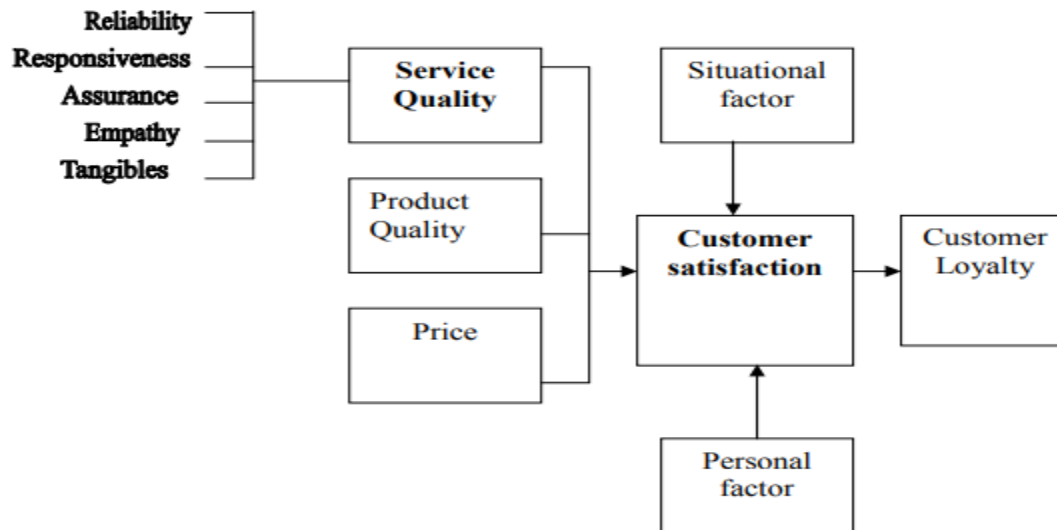 Reliability
Responsiveness
Assurance
Empathy
Tangibles
Service
Quality
Product
Quality
Price
Situational
factor
Customer
satisfaction
Personal
factor
Customer
Loyalty